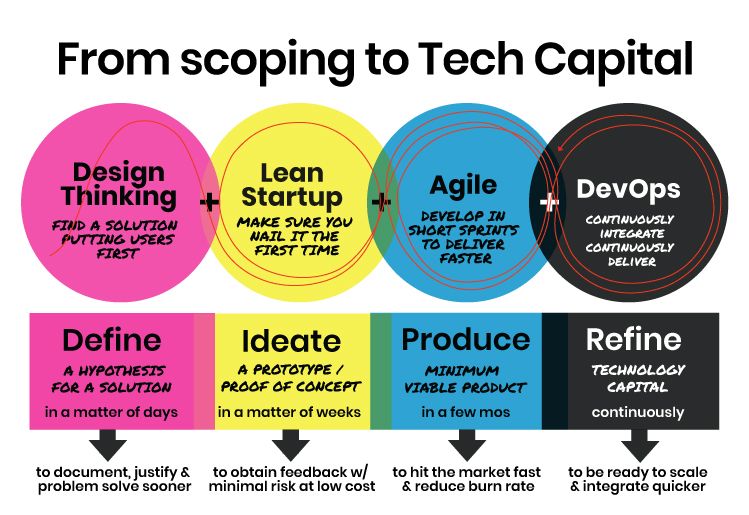 From scoping to Tech Capital
Design
Thinking
FIND A SOLUTION
PUTTING USERS
FIRST
+
Lean
Startup
MAKE SURE YOU
NAIL IT THE
FIRST TIME
+
Agile
DEVELOP IN
SHORT SPRINTS
TO DELIVER
FASTER
+
DevOps
CONTINUOUSLY
INTEGRATE
CONTINUOUSLY
DELIVER
Define
A HYPOTHESIS
FOR A SOLUTION
in a matter of days
Ideate
A PROTOTYPE /
PROOF OF CONCEPT
in a matter of weeks
Produce
MINIMUM
VIABLE PRODUCT
in a few mos
Refine
TECHNOLOGY
CAPITAL
continuously
to document, justify &
problem solve sooner
to obtain feedback w/
minimal risk at low cost
to hit the market fast
& reduce burn rate
to be ready to scale
& integrate quicker